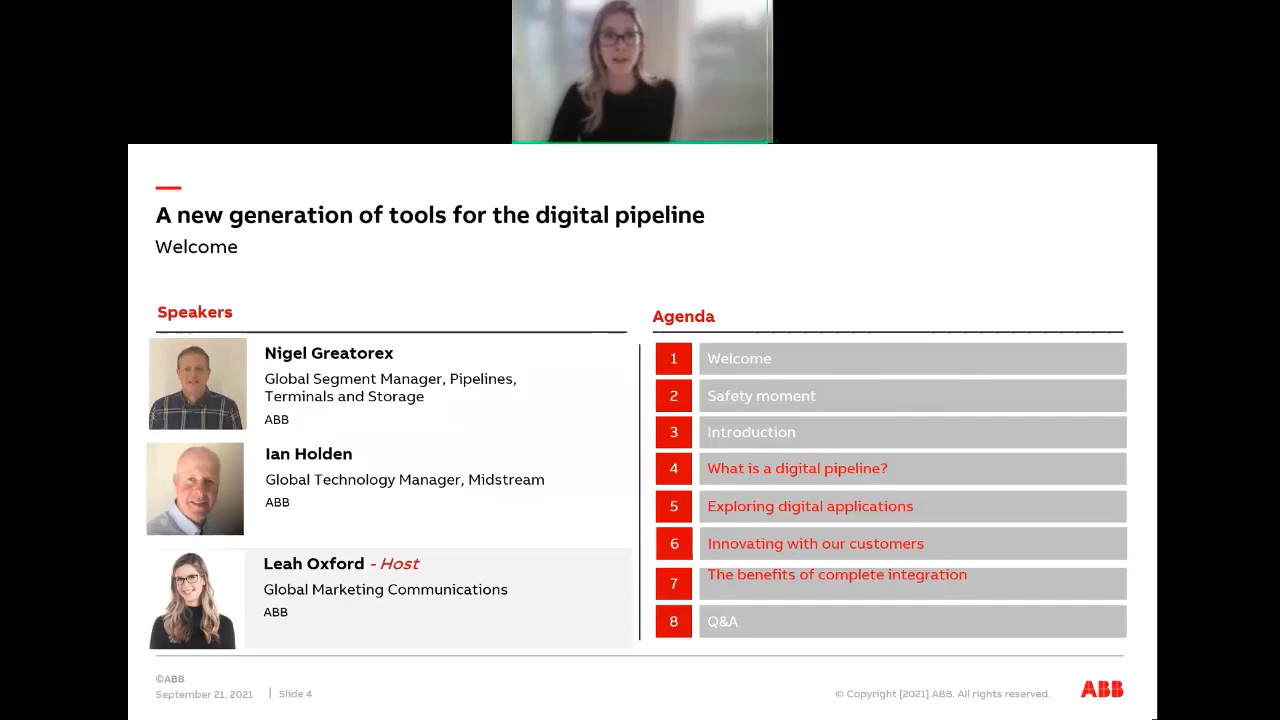 A new generation of tools for the digital pipeline
Welcome
Speakers
Nigel Greatorex
Global Segment Manager, Pipelines,
Terminals and Storage
ABB
Ian Holden
Global Technology Manager, Midstream
ABB
Leah Oxford - Host
Global Marketing Communications
ABB
Agenda
1 Welcome
2 Safety moment
3 Introduction
4 What is a digital pipeline?
5 Exploring digital applications
6 Innovating with our customers
7 The benefits of complete integration
8 Q&A
©ABB
September 21, 2021 | Slide 4
© Copyright [2021] ABB. All rights reserved.
ABB